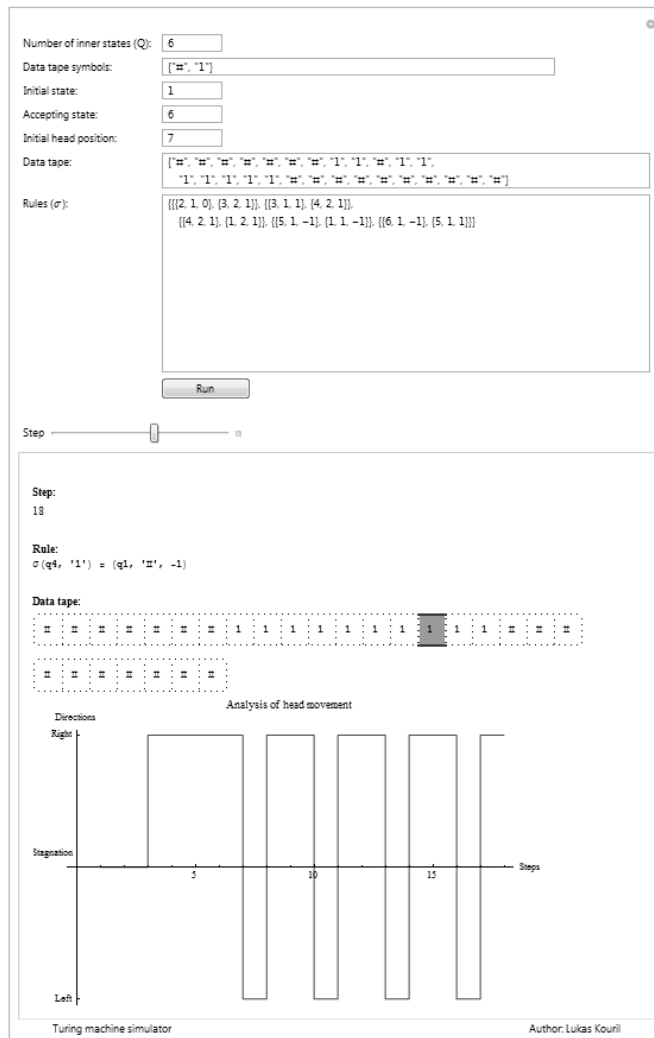 Number of inner states (Q): 6
Data tape symbols: {"#", "1"}
Initial state: 1
Accepting state: 6
Initial head position: 7
Data tape: {"#", "#", "#", "#", "#", "#", "#", "1", "1", "#", "1", "1",
"1", "1", "1", "1", "1", "#", "#", "#", "#", "#", "#", "#", "#", "#", "#"}
Rules (σ): {{{2, 1, 0}, {3, 2, 1}}, {{3, 1, 1}, {4, 2, 1}},
{{4, 2, 1}, {1, 2, 1}}, {{5, 1, -1}, {1, 1, -1}}, {{6, 1, -1}, {5, 1, 1}}}
Run
Step
Step:
18
Rule:
σ(q4, '1') = (q1, '#', -1)
Data tape:
# # # # # # # 1 1 1 1 1 1 1 1 1 1 # # #
# # # # # # #
Analysis of head movement
Directions
Right
Stagnation
5 10 15 Steps
Left
Turing machine simulator Author: Lukas Kouril